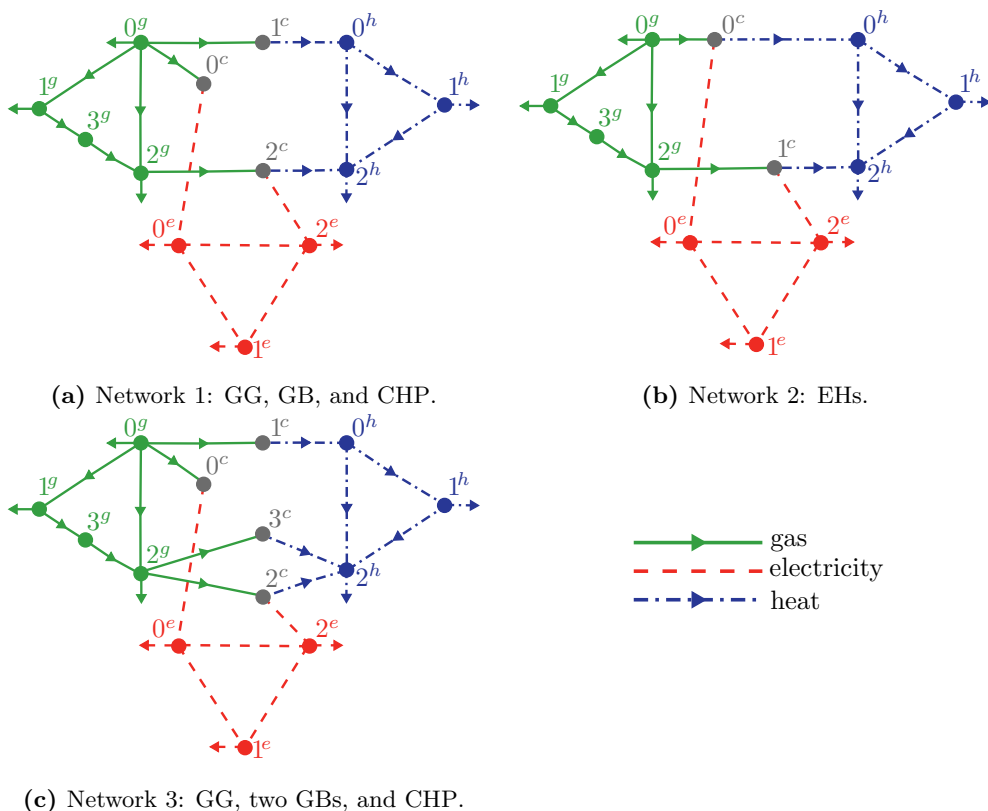 0^g 1^c 0^h
0^c
1^g 1^h
3^g
2^g 2^c 2^h
0^e 2^e
1^e
(a) Network 1: GG, GB, and CHP.
0^g 0^c 0^h
1^g 1^h
3^g
2^g 1^c 2^h
0^e 2^e
1^e
(b) Network 2: EHs.
0^g 1^c 0^h
0^c
1^g 1^h
3^g 3^c
2^g 2^c 2^h
0^e 2^e
1^e
(c) Network 3: GG, two GBs, and CHP.
gas
electricity
heat